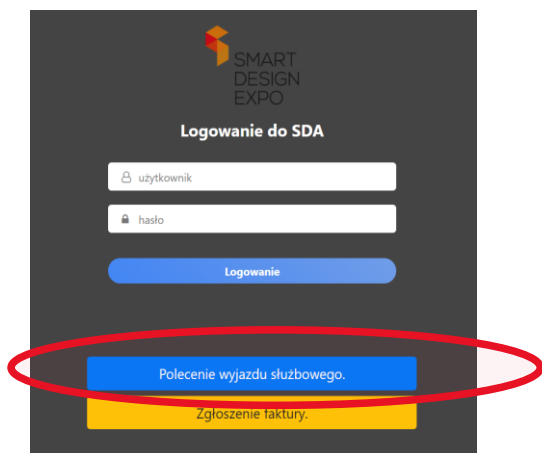 SMART
DESIGN
EXPO
Logowanie do SDA
użytkownik
hasło
Logowanie
Polecenie wyjazdu służbowego.
Zgłoszenie faktury.